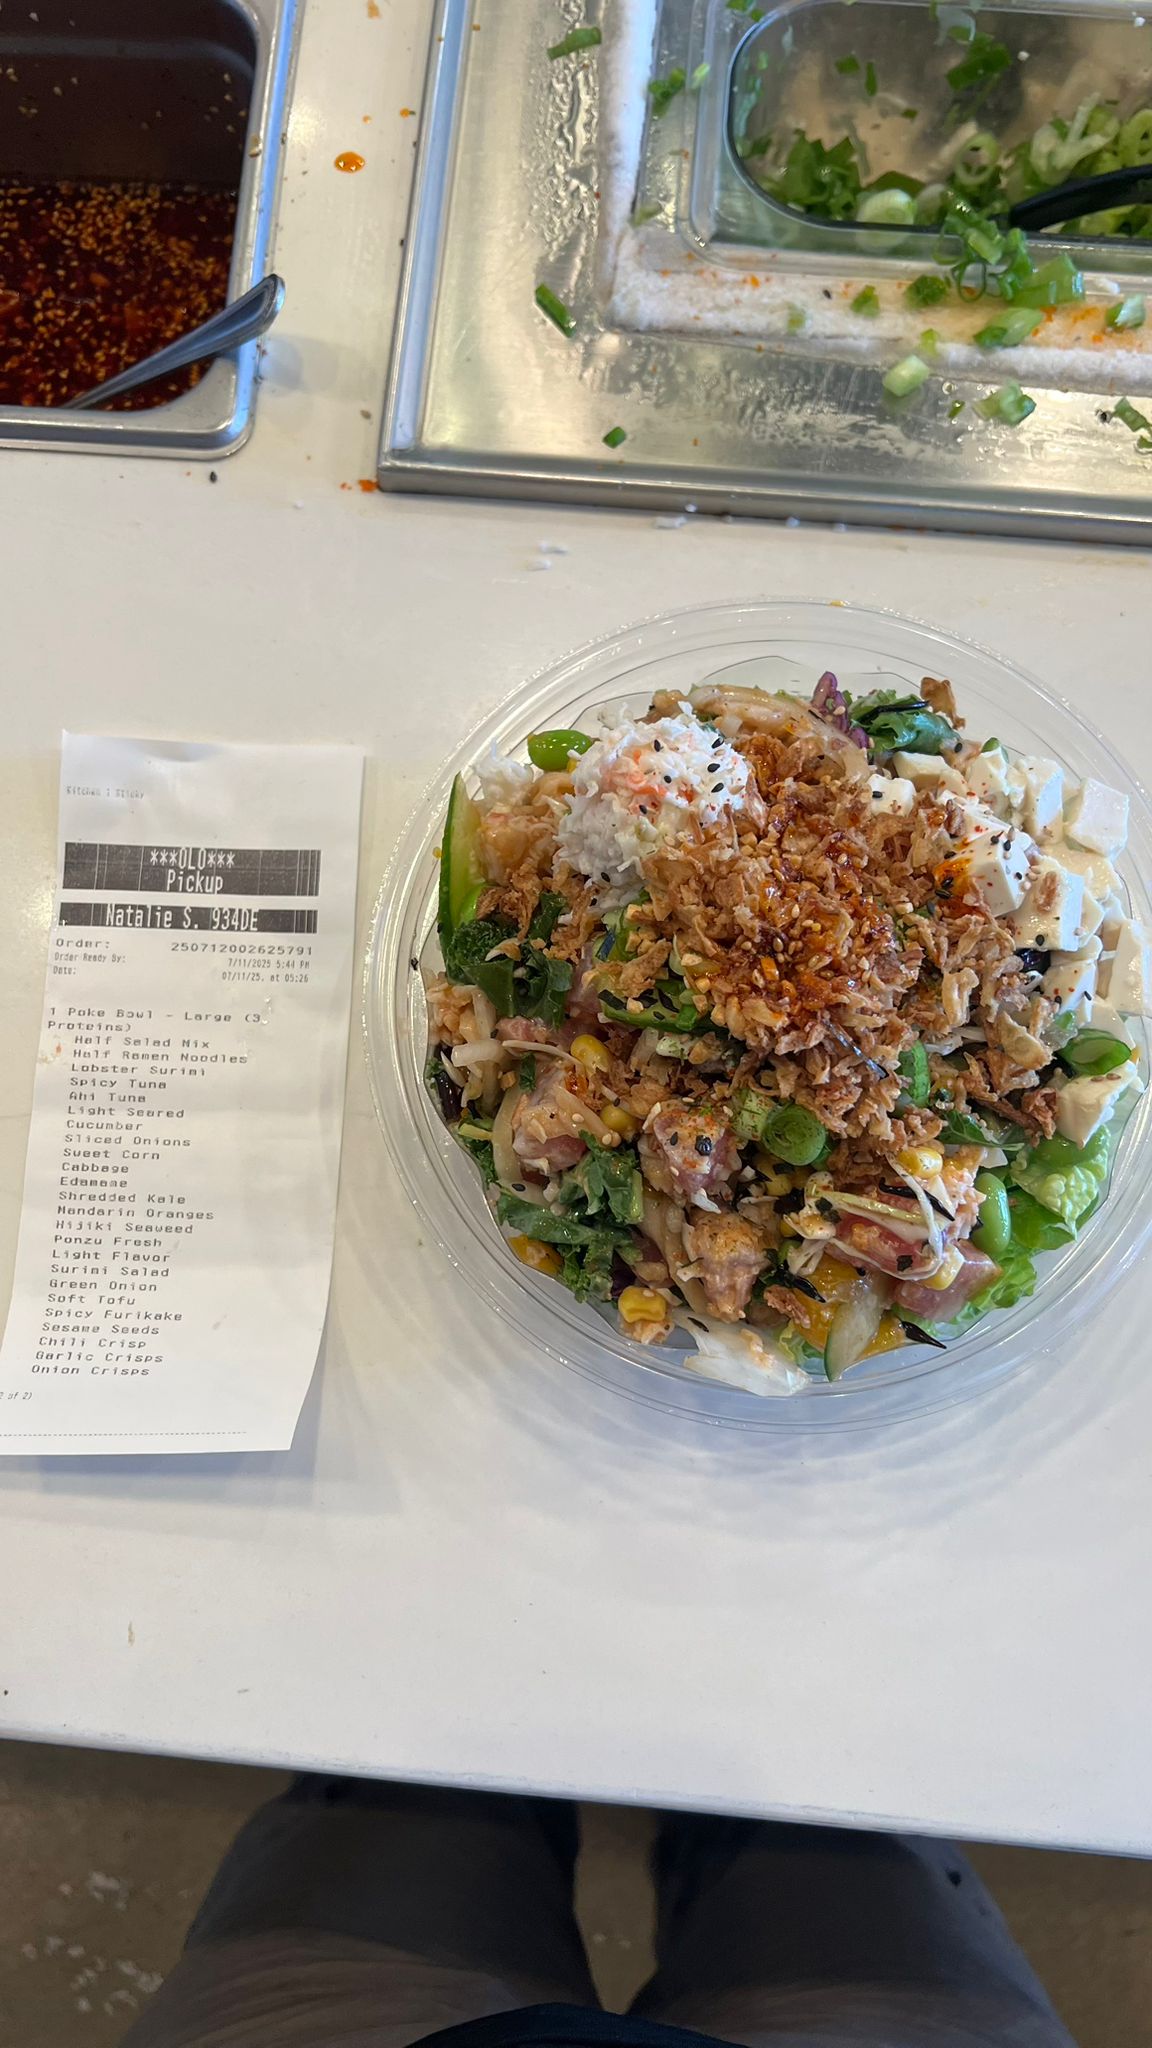 Kitchen 1 Sticky
***OLO***
Pickup
Natalie S. 934DE
Order: 250712002625791
Order Ready By: 7/11/2025 5:44 PM
Date: 07/11/25, at 05:26
1 Poke Bowl - Large (3
Proteins)
Half Salad Mix
Half Ramen Noodles
Lobster Surimi
Spicy Tuna
Ahi Tuna
Light Seared
Cucumber
Sliced Onions
Sweet Corn
Cabbage
Edamame
Shredded Kale
Mandarin Oranges
Hijiki Seaweed
Ponzu Fresh
Light Flavor
Surimi Salad
Green Onion
Soft Tofu
Spicy Furikake
Sesame Seeds
Chili Crisp
Garlic Crisps
Onion Crisps
2 of 2)